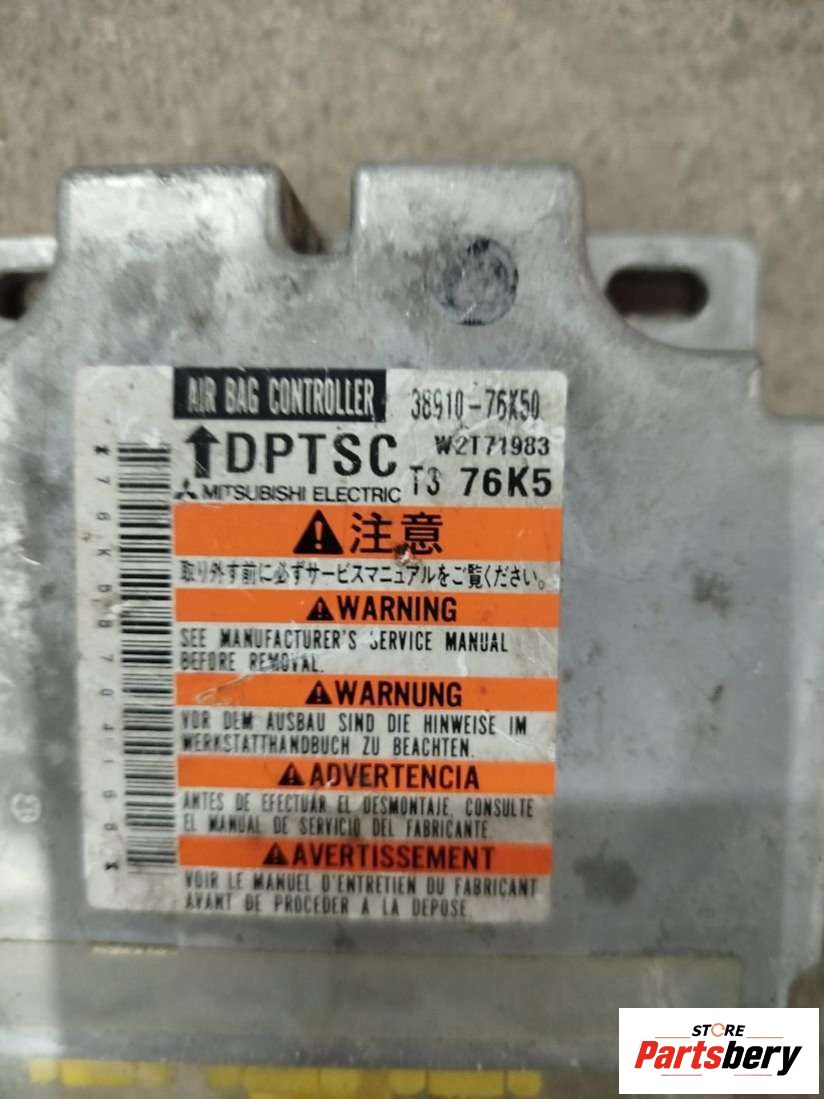 AIR BAG CONTROLLER 38910-76K50
DPTSC W2T71983
MITSUBISHI ELECTRIC T3 76K5
注意
取り外す前に必ずサービスマニュアルをご覧ください。
WARNING
SEE MANUFACTURER'S SERVICE MANUAL
BEFORE REMOVAL.
WARNUNG
VOR DEM AUSBAU SIND DIE HINWEISE IM
WERKSTATTHANDBUCH ZU BEACHTEN.
ADVERTENCIA
ANTES DE EFECTUAR EL DESMONTAJE, CONSULTE
EL MANUAL DE SERVICIO DEL FABRICANTE.
AVERTISSEMENT
VOIR LE MANUEL D'ENTRETIEN DU FABRICANT
AVANT DE PROCEDER A LA DEPOSE.
STORE
Partsbery